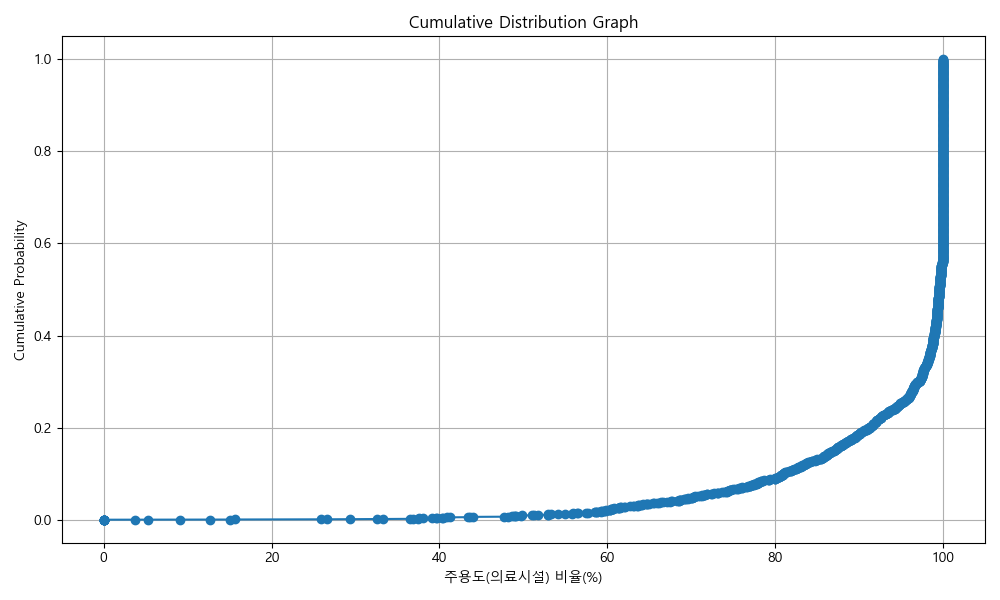 Cumulative Distribution Graph
Cumulative Probability
1.0
0.8
0.6
0.4
0.2
0.0
0 20 40 60 80 100
주용도(의료시설) 비율(%)